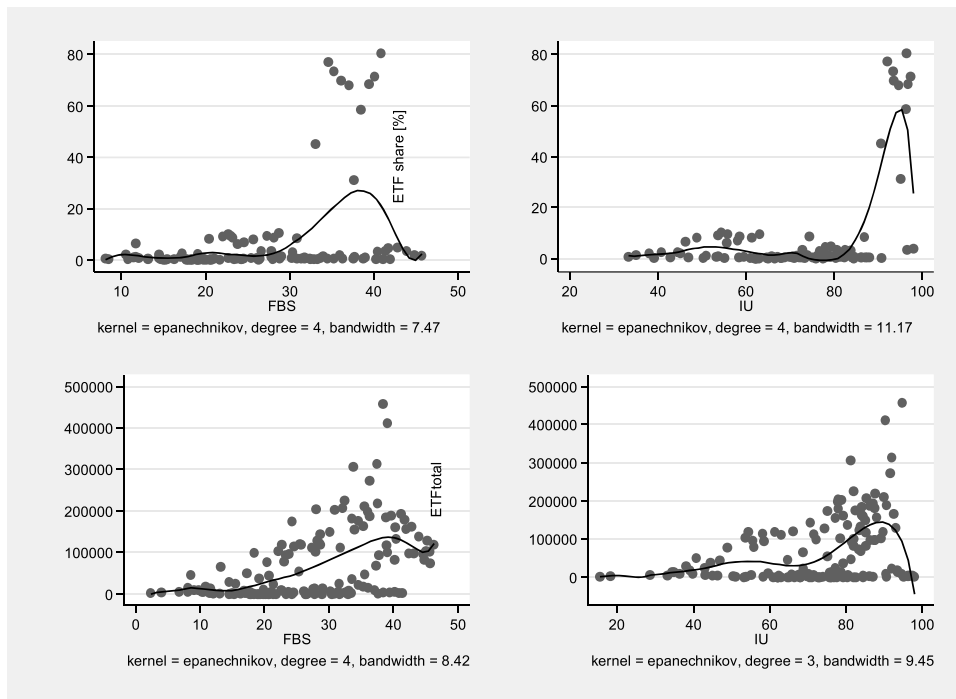 80
60
40
20
0
10 20 30 40 50
FBS
ETF share [%]
kernel = epanechnikov, degree = 4, bandwidth = 7.47
80
60
40
20
0
20 40 60 80 100
IU
kernel = epanechnikov, degree = 4, bandwidth = 11.17
500000
400000
300000
200000
100000
0
0 10 20 30 40 50
FBS
ETFtotal
kernel = epanechnikov, degree = 4, bandwidth = 8.42
500000
400000
300000
200000
100000
0
20 40 60 80 100
IU
kernel = epanechnikov, degree = 3, bandwidth = 9.45